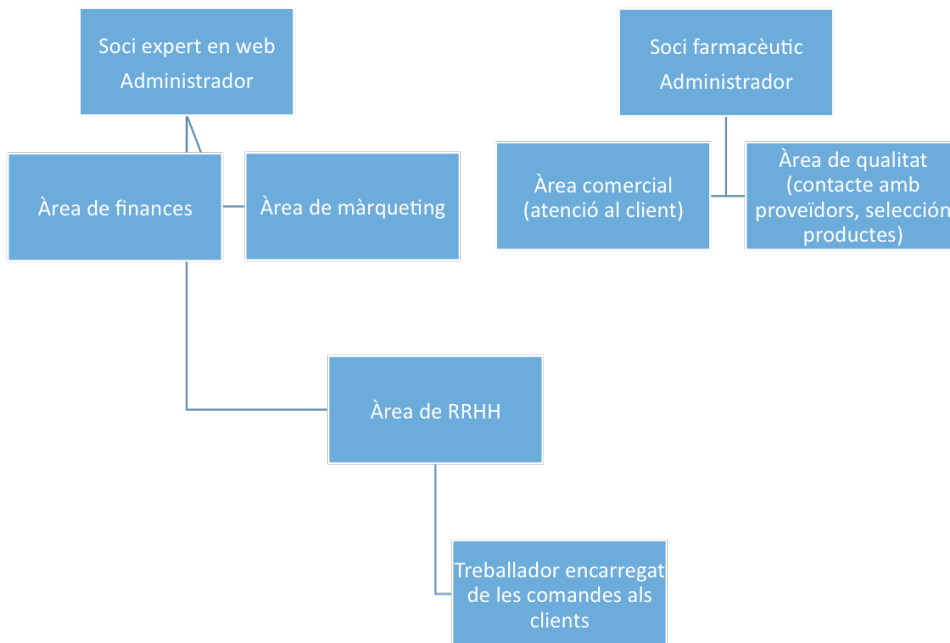 Soci expert en web
Administrador
Soci farmacèutic
Administrador
Àrea de finances
Àrea de màrqueting
Àrea comercial
(atenció al client)
Àrea de qualitat
(contacte amb
proveïdors, selección
productes)
Àrea de RRHH
Treballador encarregat
de les comandes als
clients